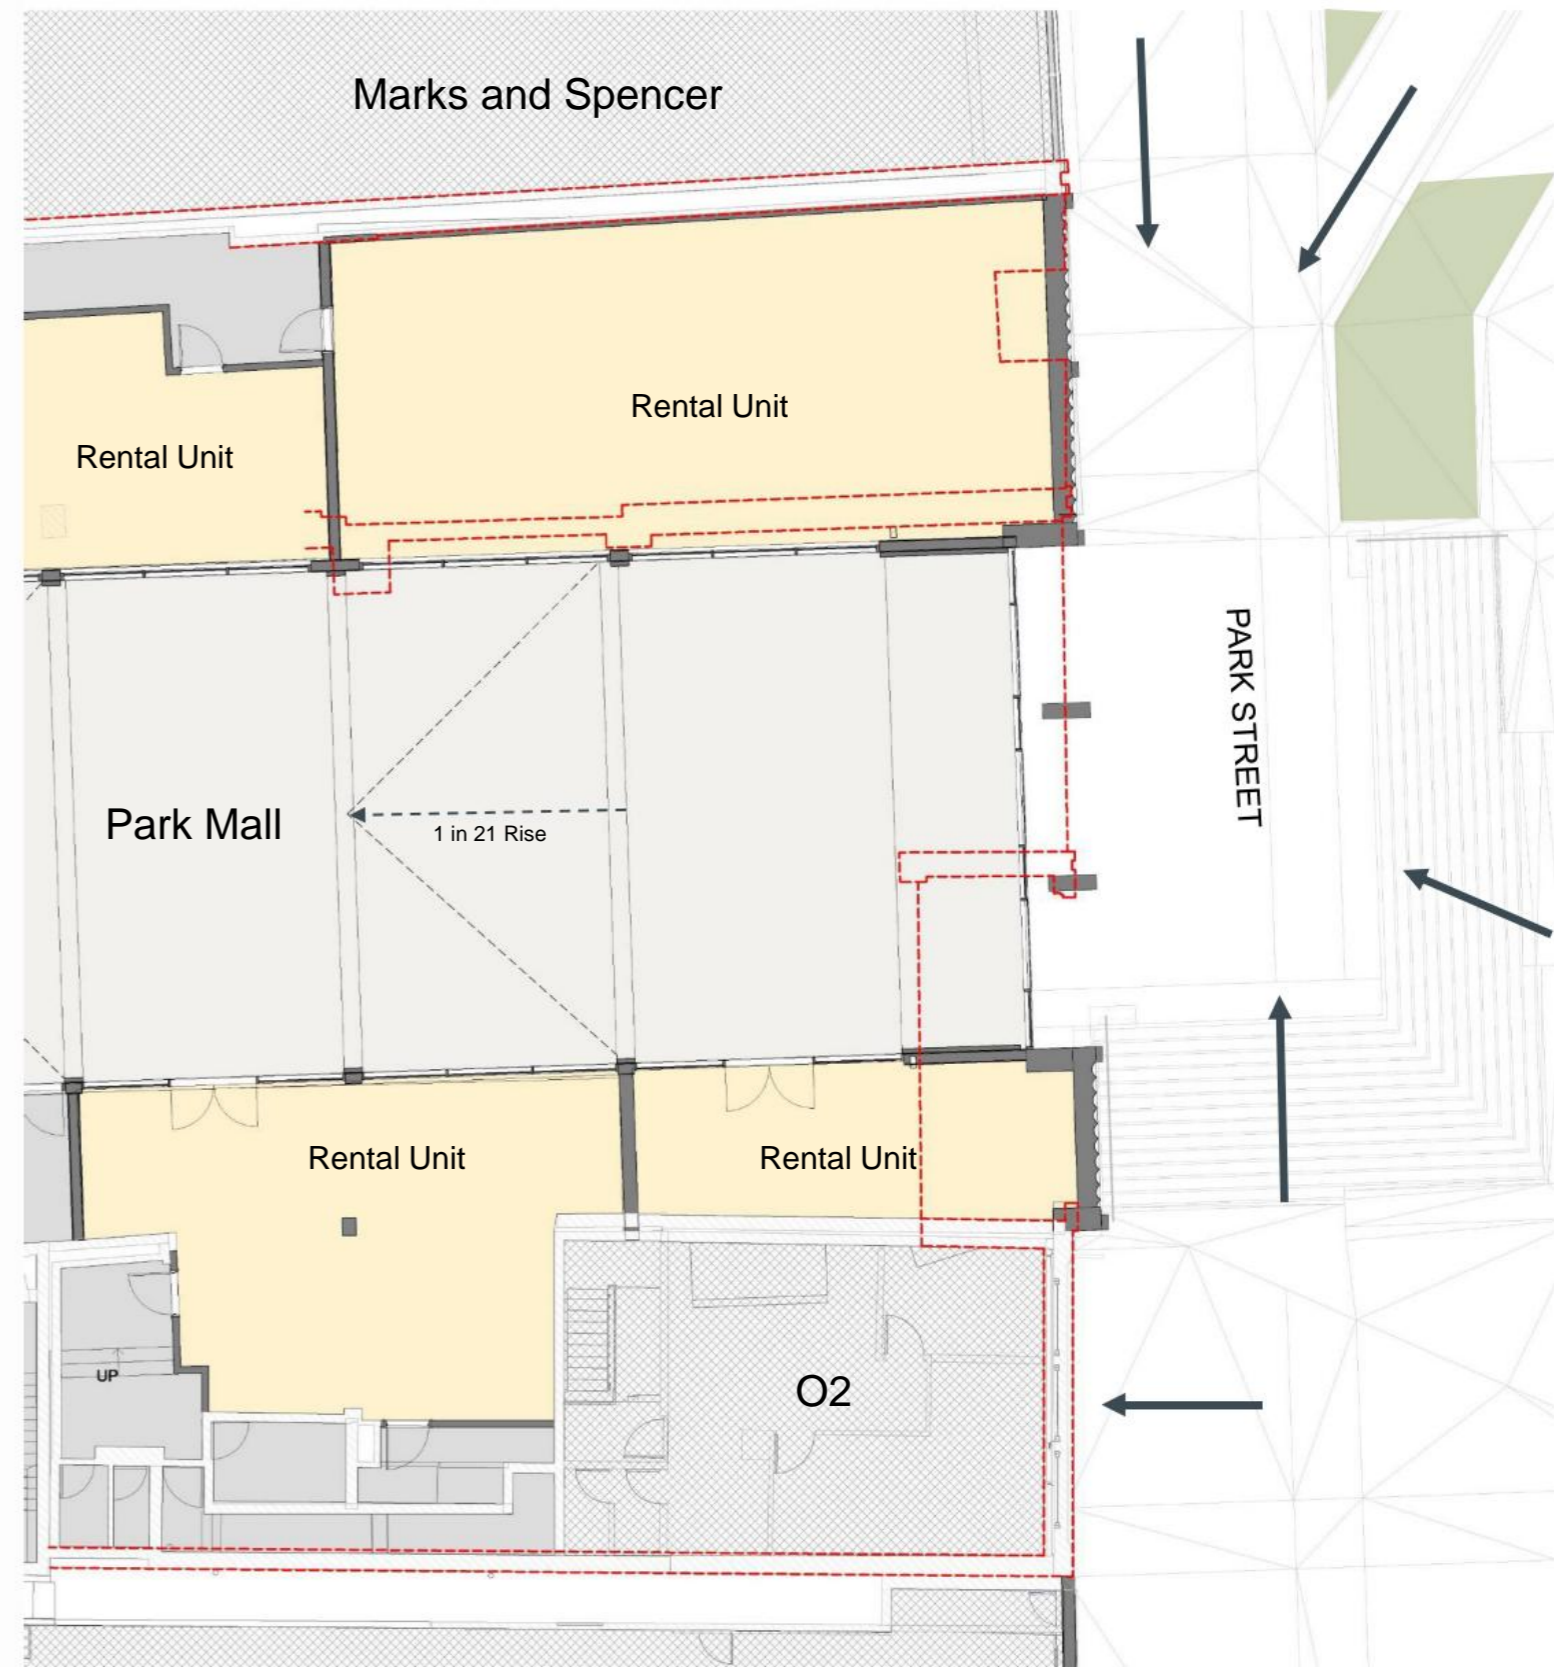 Marks and Spencer
Rental Unit
Rental Unit
PARK STREET
Park Mall
1 in 21 Rise
Rental Unit
Rental Unit
UP
O2